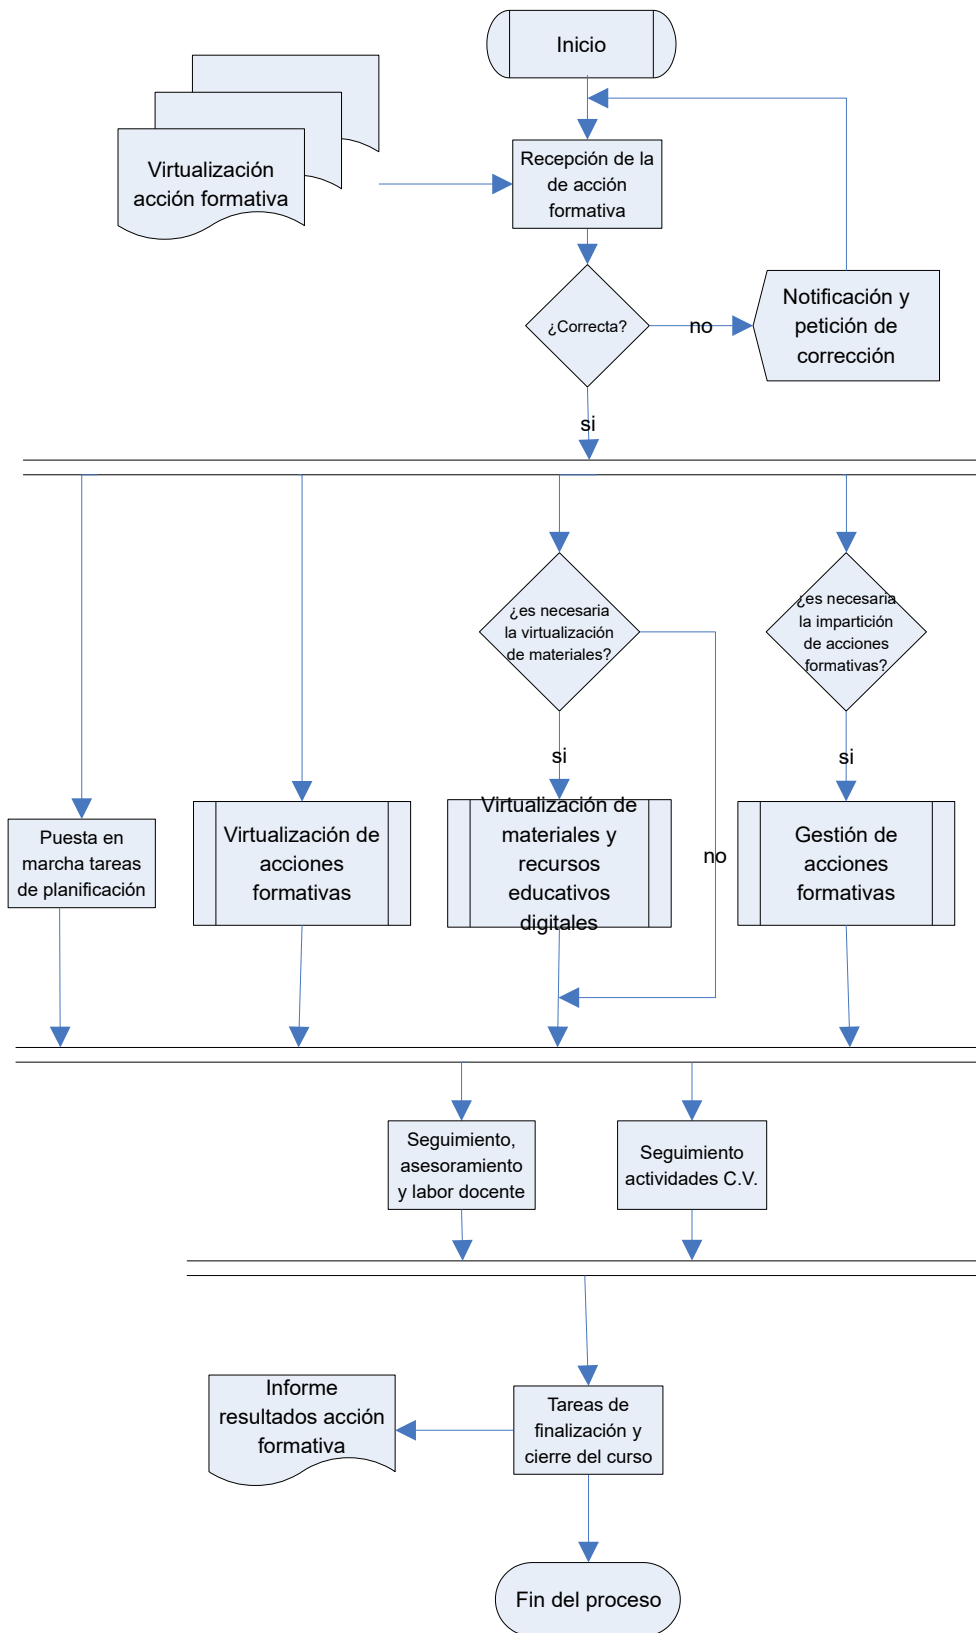 Inicio
Virtualización
acción formativa
Recepción de la
de acción
formativa
¿Correcta?
no
Notificación y
petición de
corrección
si
¿es necesaria
la virtualización
de materiales?
¿es necesaria
la impartición
de acciones
formativas?
si
si
Puesta en
marcha tareas
de planificación
Virtualización de
acciones
formativas
Virtualización de
materiales y
recursos
educativos
digitales
no
Gestión de
acciones
formativas
Seguimiento,
asesoramiento
y labor docente
Seguimiento
actividades C.V.
Informe
resultados acción
formativa
Tareas de
finalización y
cierre del curso
Fin del proceso